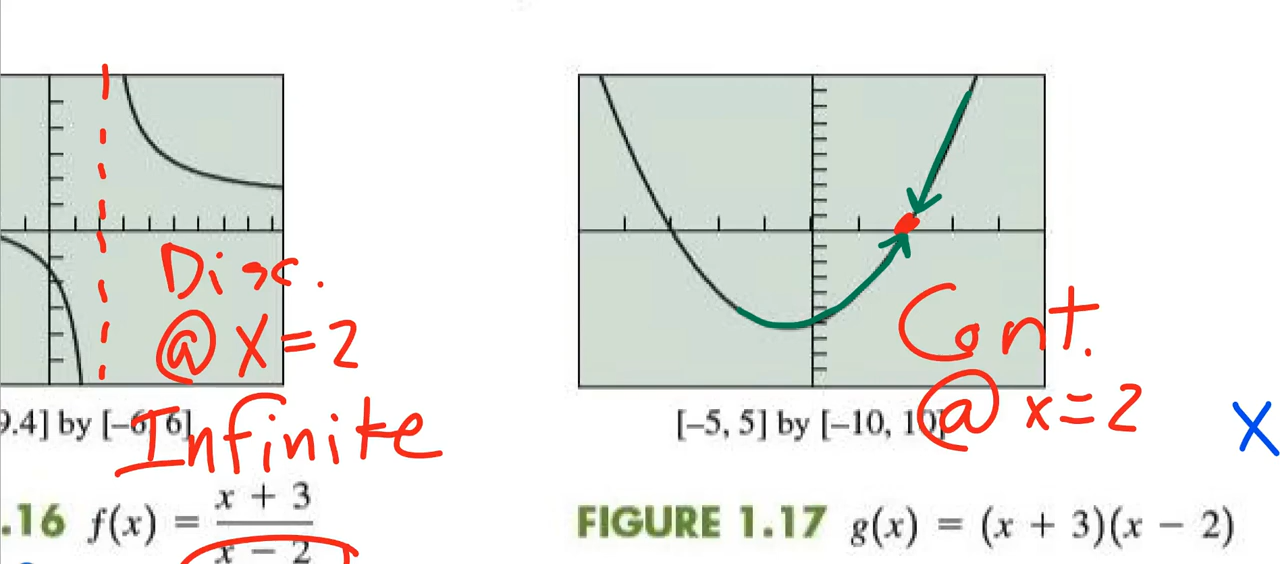 Disc.
@ x=2
Infinite
9.4] by [–6, 6]
.16 f(x) = x + 3
x – 2
Cont.
@ x=2
[–5, 5] by [–10, 10]
FIGURE 1.17 g(x) = (x + 3)(x – 2)
X